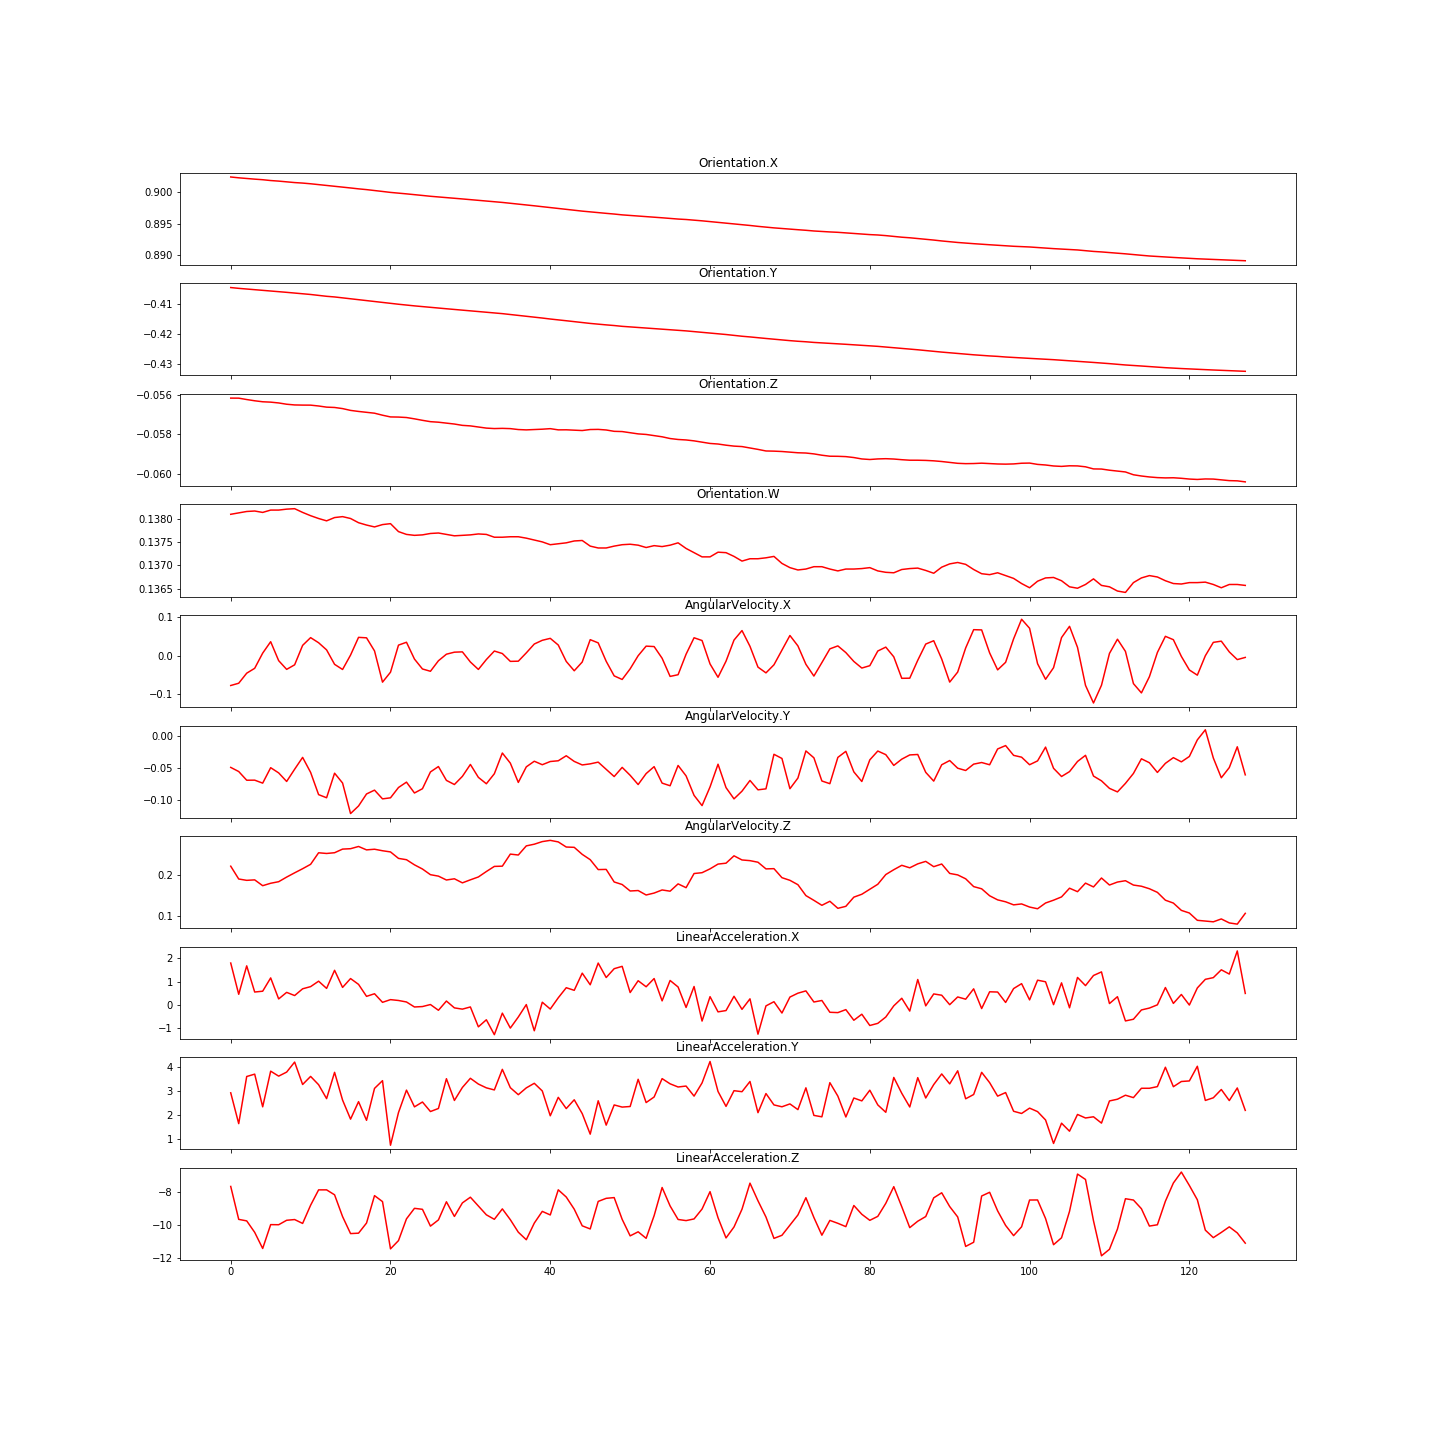 Orientation.X
0.900
0.895
0.890
Orientation.Y
−0.41
−0.42
−0.43
Orientation.Z
−0.056
−0.058
−0.060
Orientation.W
0.1380
0.1375
0.1370
0.1365
AngularVelocity.X
0.1
0.0
−0.1
AngularVelocity.Y
0.00
−0.05
−0.10
AngularVelocity.Z
0.2
0.1
LinearAcceleration.X
2
1
0
−1
LinearAcceleration.Y
4
3
2
1
LinearAcceleration.Z
−8
−10
−12
0 20 40 60 80 100 120